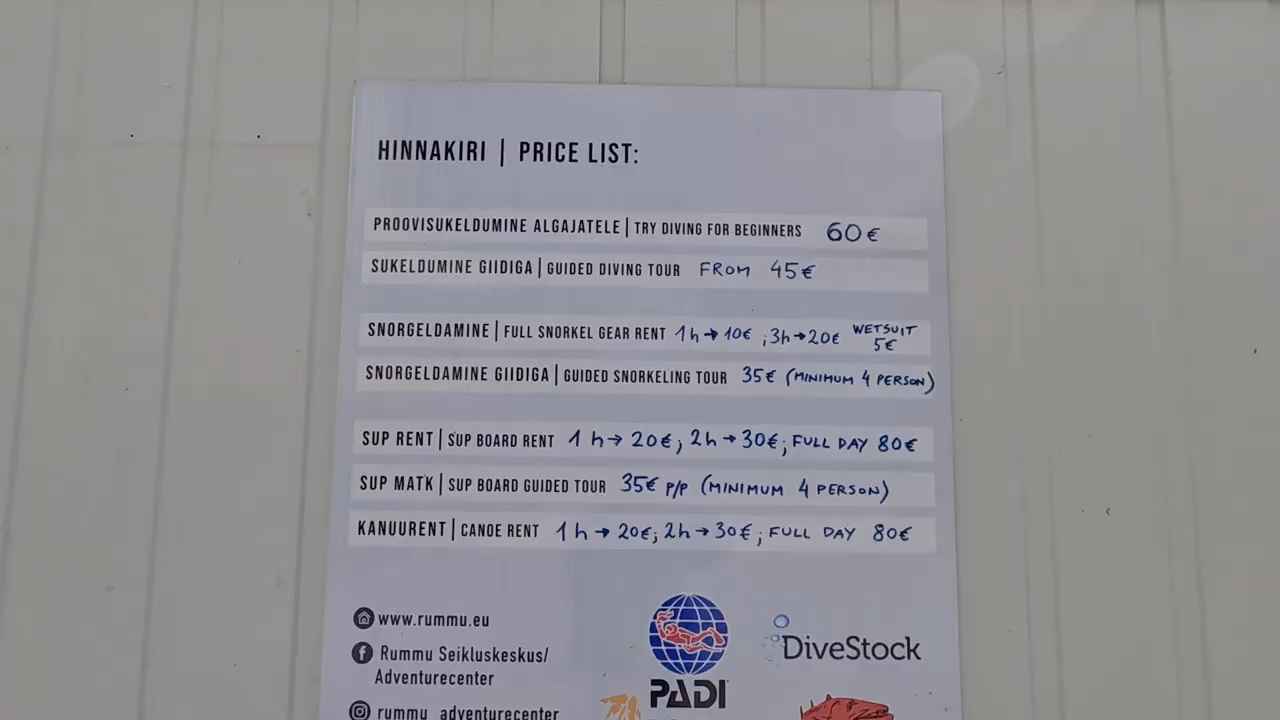 HINNAKIRI | PRICE LIST:
PROOVISUKELDUMINE ALGAJATELE | TRY DIVING FOR BEGINNERS 60€
SUKELDUMINE GIIDIGA | GUIDED DIVING TOUR FROM 45€
SNORGELDAMINE | FULL SNORKEL GEAR RENT 1h→10€ ; 3h→20€ WETSUIT 5€
SNORGELDAMINE GIIDIGA | GUIDED SNORKELING TOUR 35€ (MINIMUM 4 PERSON)
SUP RENT | SUP BOARD RENT 1h→20€; 2h→30€; FULL DAY 80€
SUP MATK | SUP BOARD GUIDED TOUR 35€ P/P (MINIMUM 4 PERSON)
KANUURENT | CANOE RENT 1h→20€; 2h→30€; FULL DAY 80€
www.rummu.eu
Rummu Seikluskeskus/
Adventurecenter
rummu_adventurecenter
PADI
DiveStock